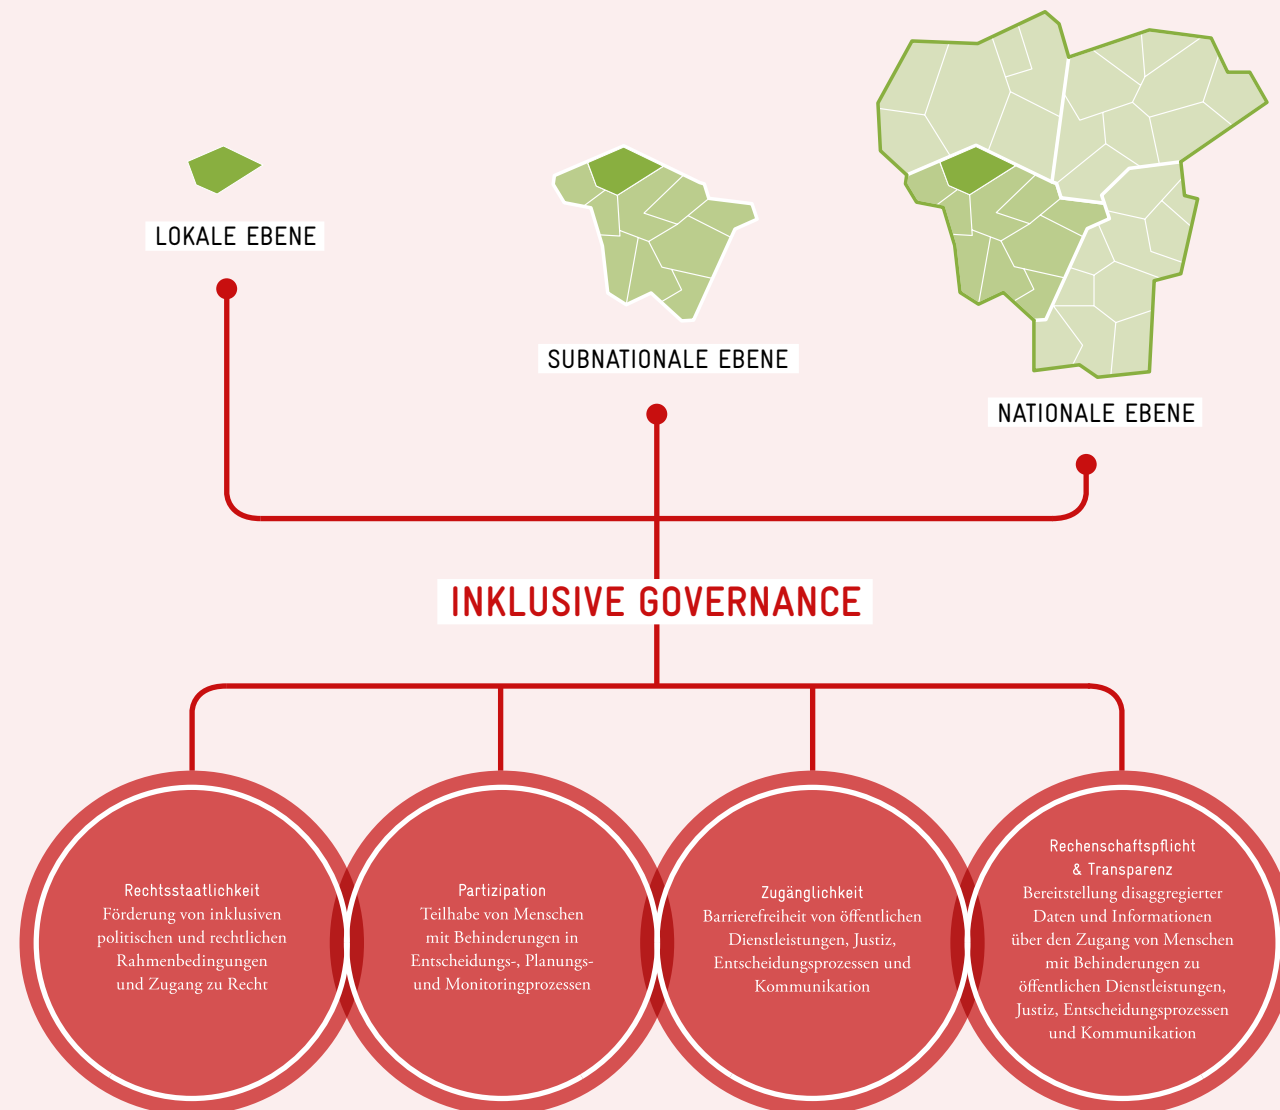 LOKALE EBENE
SUBNATIONALE EBENE
NATIONALE EBENE
INKLUSIVE GOVERNANCE
Rechtsstaatlichkeit
Förderung von inklusiven
politischen und rechtlichen
Rahmenbedingungen
und Zugang zu Recht
Partizipation
Teilhabe von Menschen
mit Behinderungen in
Entscheidungs-, Planungs-
und Monitoringprozessen
Zugänglichkeit
Barrierefreiheit von öffentlichen
Dienstleistungen, Justiz,
Entscheidungsprozessen und
Kommunikation
Rechenschaftspflicht
& Transparenz
Bereitstellung disaggregierter
Daten und Informationen
über den Zugang von Menschen
mit Behinderungen zu
öffentlichen Dienstleistungen,
Justiz, Entscheidungsprozessen
und Kommunikation